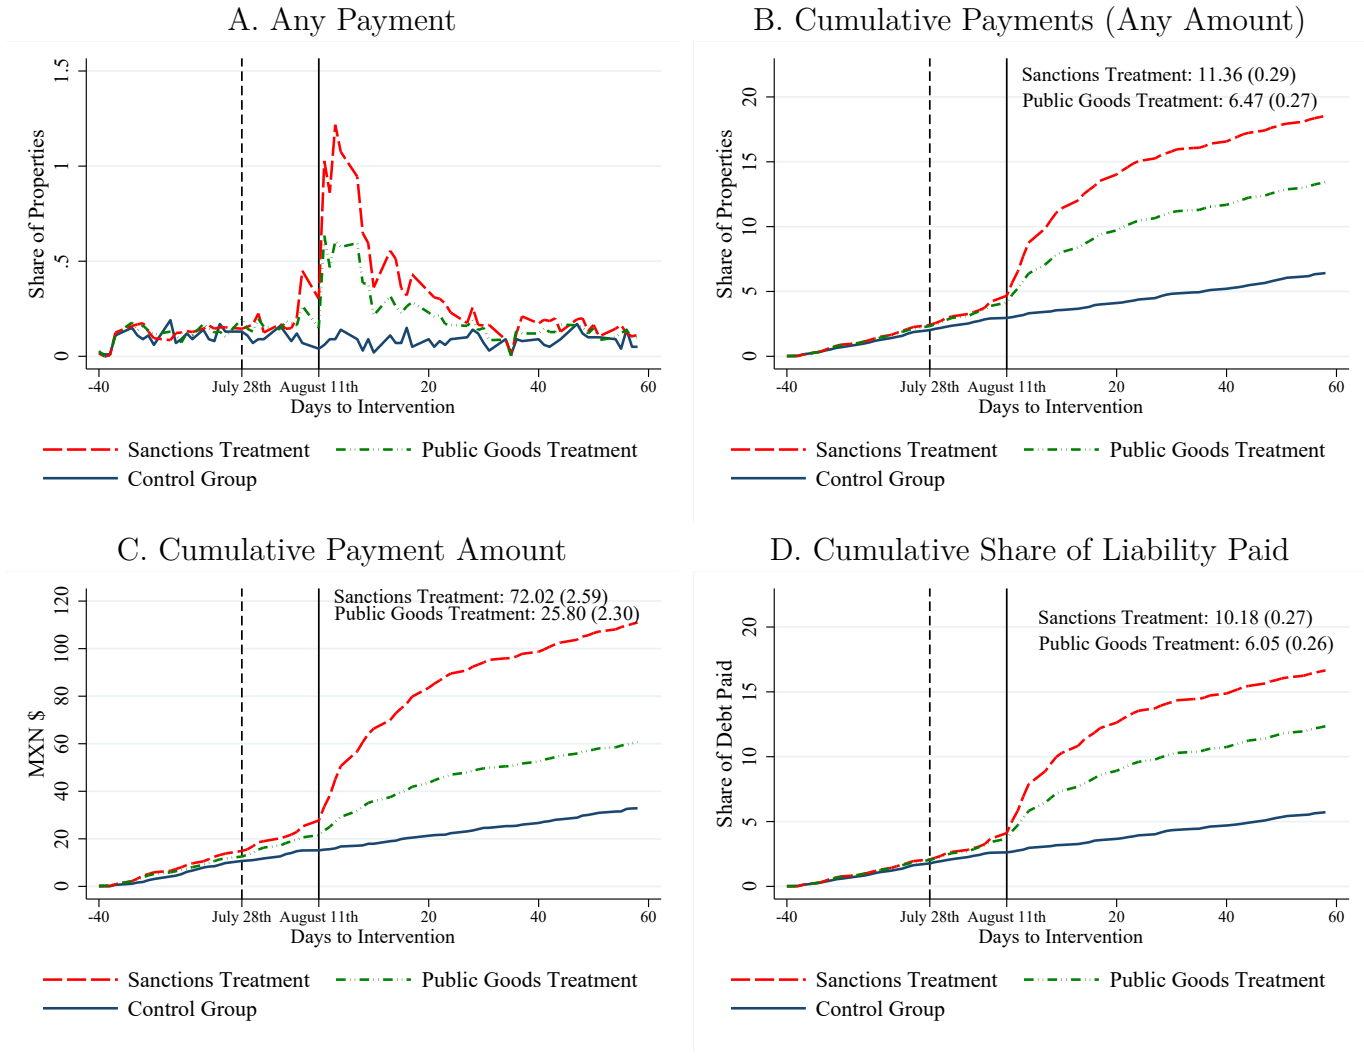 A. Any Payment
Share of Properties
1.5
1
.5
0
-40
July 28th
August 11th
20
40
60
Days to Intervention
Sanctions Treatment
Public Goods Treatment
Control Group
B. Cumulative Payments (Any Amount)
Sanctions Treatment: 11.36 (0.29)
Public Goods Treatment: 6.47 (0.27)
Share of Properties
20
15
10
5
0
-40
July 28th
August 11th
20
40
60
Days to Intervention
Sanctions Treatment
Public Goods Treatment
Control Group
C. Cumulative Payment Amount
Sanctions Treatment: 72.02 (2.59)
Public Goods Treatment: 25.80 (2.30)
MXN $
120
100
80
60
40
20
0
-40
July 28th
August 11th
20
40
60
Days to Intervention
Sanctions Treatment
Public Goods Treatment
Control Group
D. Cumulative Share of Liability Paid
Sanctions Treatment: 10.18 (0.27)
Public Goods Treatment: 6.05 (0.26)
Share of Debt Paid
20
15
10
5
0
-40
July 28th
August 11th
20
40
60
Days to Intervention
Sanctions Treatment
Public Goods Treatment
Control Group